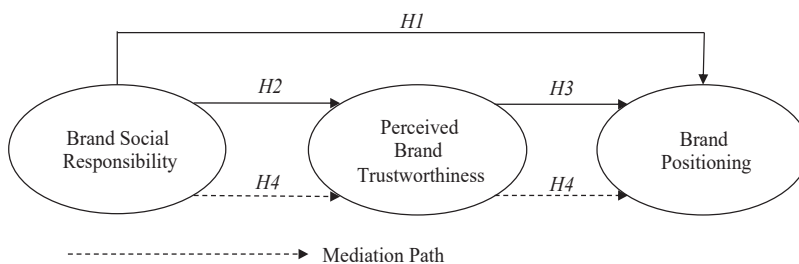 H1
H2
H3
Brand Social
Responsibility
Perceived
Brand
Trustworthiness
Brand
Positioning
H4
H4
Mediation Path